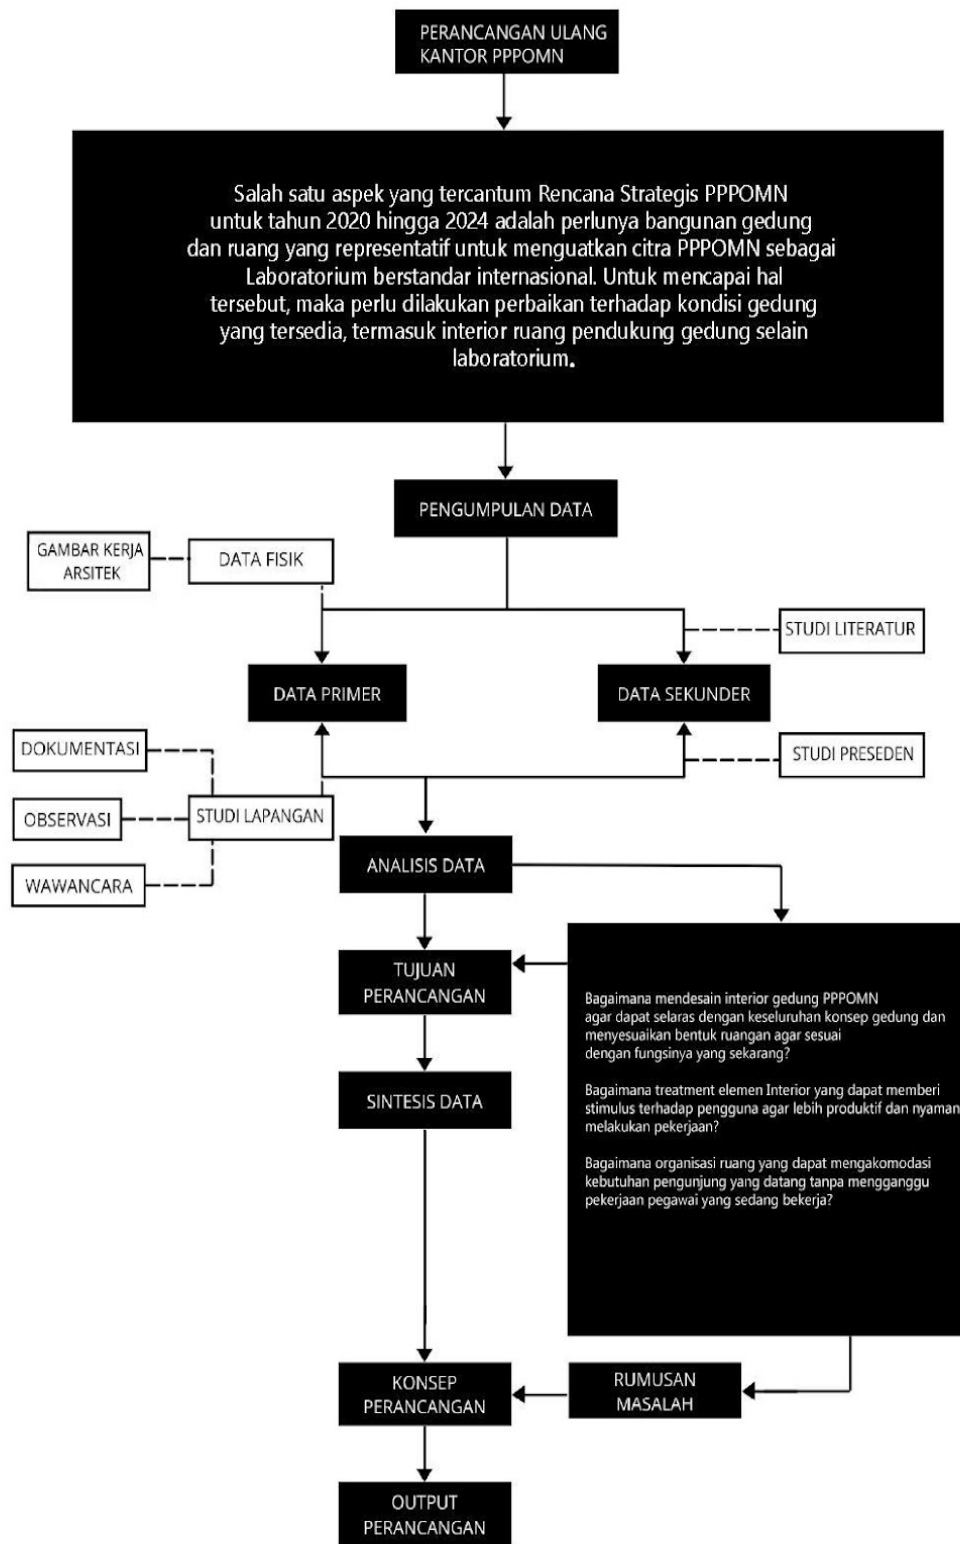 PERANCANGAN ULANG
KANTOR PPPOMN
Salah satu aspek yang tercantum Rencana Strategis PPPOMN
untuk tahun 2020 hingga 2024 adalah perlunya bangunan gedung
dan ruang yang representatif untuk menguatkan citra PPPOMN sebagai
Laboratorium berstandar internasional. Untuk mencapai hal
tersebut, maka perlu dilakukan perbaikan terhadap kondisi gedung
yang tersedia, termasuk interior ruang pendukung gedung selain
laboratorium.
PENGUMPULAN DATA
GAMBAR KERJA
ARSITEK
DATA FISIK
STUDI LITERATUR
DATA PRIMER
DATA SEKUNDER
DOKUMENTASI
STUDI PRESEDEN
OBSERVASI
STUDI LAPANGAN
WAWANCARA
ANALISIS DATA
TUJUAN
PERANCANGAN
Bagaimana mendesain interior gedung PPPOMN
agar dapat selaras dengan keseluruhan konsep gedung dan
menyesuaikan bentuk ruangan agar sesuai
dengan fungsinya yang sekarang?
Bagaimana treatment elemen Interior yang dapat memberi
stimulus terhadap pengguna agar lebih produktif dan nyaman
melakukan pekerjaan?
Bagaimana organisasi ruang yang dapat mengakomodasi
kebutuhan pengunjung yang datang tanpa mengganggu
pekerjaan pegawai yang sedang bekerja?
SINTESIS DATA
KONSEP
PERANCANGAN
RUMUSAN
MASALAH
OUTPUT
PERANCANGAN